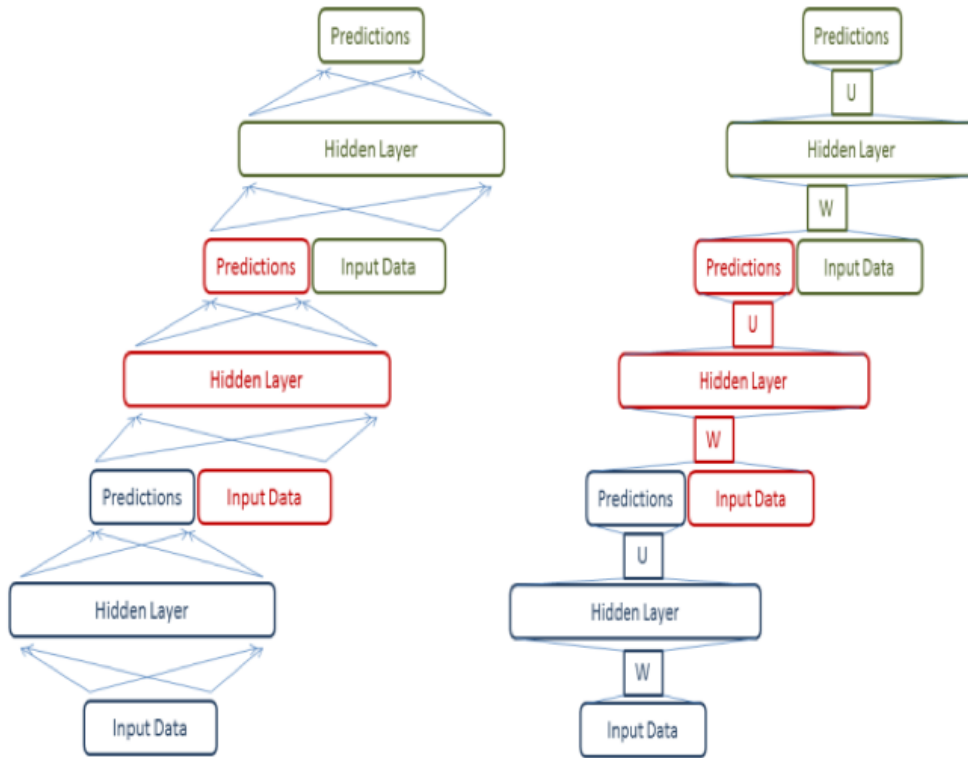 Predictions
Hidden Layer
Predictions
Input Data
Hidden Layer
Predictions
Input Data
Hidden Layer
Input Data
Predictions
U
Hidden Layer
W
Predictions
Input Data
U
Hidden Layer
W
Predictions
Input Data
U
Hidden Layer
W
Input Data